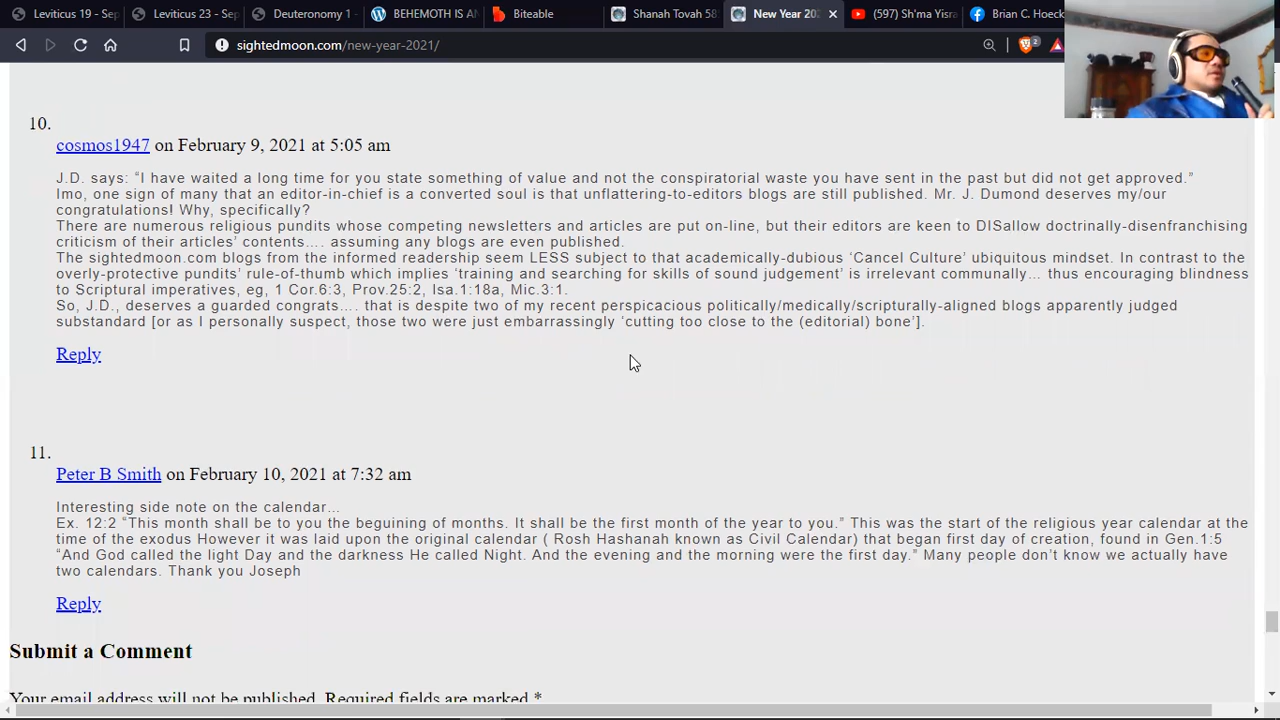 Leviticus 19 - Sep
Leviticus 23 - Sep
Deuteronomy 1 -
BEHEMOTH IS AN
Biteable
Shanah Tovah 58
New Year 202
(597) Sh'ma Yisra
Brian C. Hoeck
sightedmoon.com/new-year-2021/
2
10.
cosmos1947 on February 9, 2021 at 5:05 am
J.D. says: “I have waited a long time for you state something of value and not the conspiratorial waste you have sent in the past but did not get approved.”
Imo, one sign of many that an editor-in-chief is a converted soul is that unflattering-to-editors blogs are still published. Mr. J. Dumond deserves my/our
congratulations! Why, specifically?
There are numerous religious pundits whose competing newsletters and articles are put on-line, but their editors are keen to DISallow doctrinally-disenfranchising
criticism of their articles’ contents…. assuming any blogs are even published.
The sightedmoon.com blogs from the informed readership seem LESS subject to that academically-dubious ‘Cancel Culture’ ubiquitous mindset. In contrast to the
overly-protective pundits’ rule-of-thumb which implies ‘training and searching for skills of sound judgement’ is irrelevant communally… thus encouraging blindness
to Scriptural imperatives, eg, 1 Cor.6:3, Prov.25:2, Isa.1:18a, Mic.3:1.
So, J.D., deserves a guarded congrats…. that is despite two of my recent perspicacious politically/medically/scripturally-aligned blogs apparently judged
substandard [or as I personally suspect, those two were just embarrassingly ‘cutting too close to the (editorial) bone’].
Reply
11.
Peter B Smith on February 10, 2021 at 7:32 am
Interesting side note on the calendar…
Ex. 12:2 “This month shall be to you the beguining of months. It shall be the first month of the year to you.” This was the start of the religious year calendar at the
time of the exodus However it was laid upon the original calendar ( Rosh Hashanah known as Civil Calendar) that began first day of creation, found in Gen.1:5
“And God called the light Day and the darkness He called Night. And the evening and the morning were the first day.” Many people don’t know we actually have
two calendars. Thank you Joseph
Reply
Submit a Comment
Your email address will not be published. Required fields are marked *